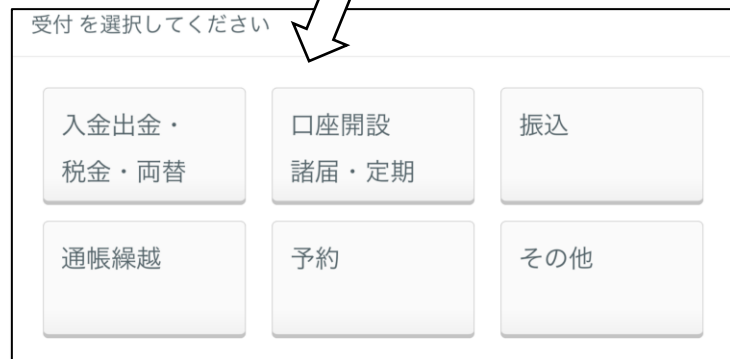 受付 を選択してください
入金出金・
税金・両替
口座開設
諸届・定期
振込
通帳繰越
予約
その他